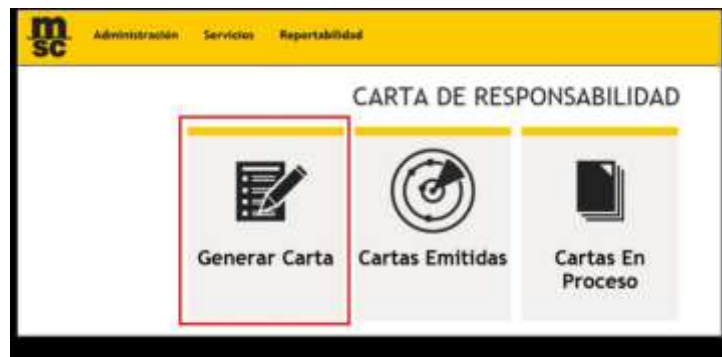 msc
Administración Servicios Reportabilidad
CARTA DE RESPONSABILIDAD
Generar Carta
Cartas Emitidas
Cartas En
Proceso